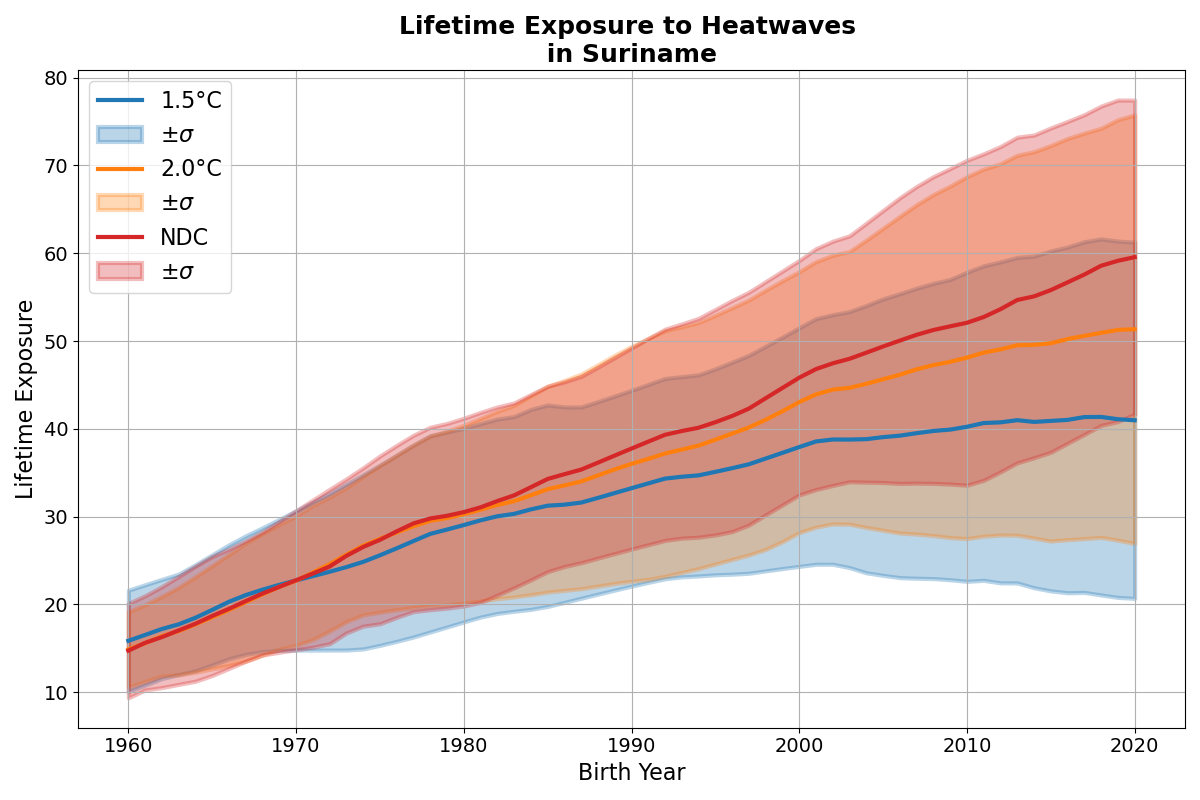 Lifetime Exposure to Heatwaves
in Suriname
80
70
60
50
40
30
20
10
Lifetime Exposure
1.5°C
±σ
2.0°C
±σ
NDC
±σ
1960 1970 1980 1990 2000 2010 2020
Birth Year